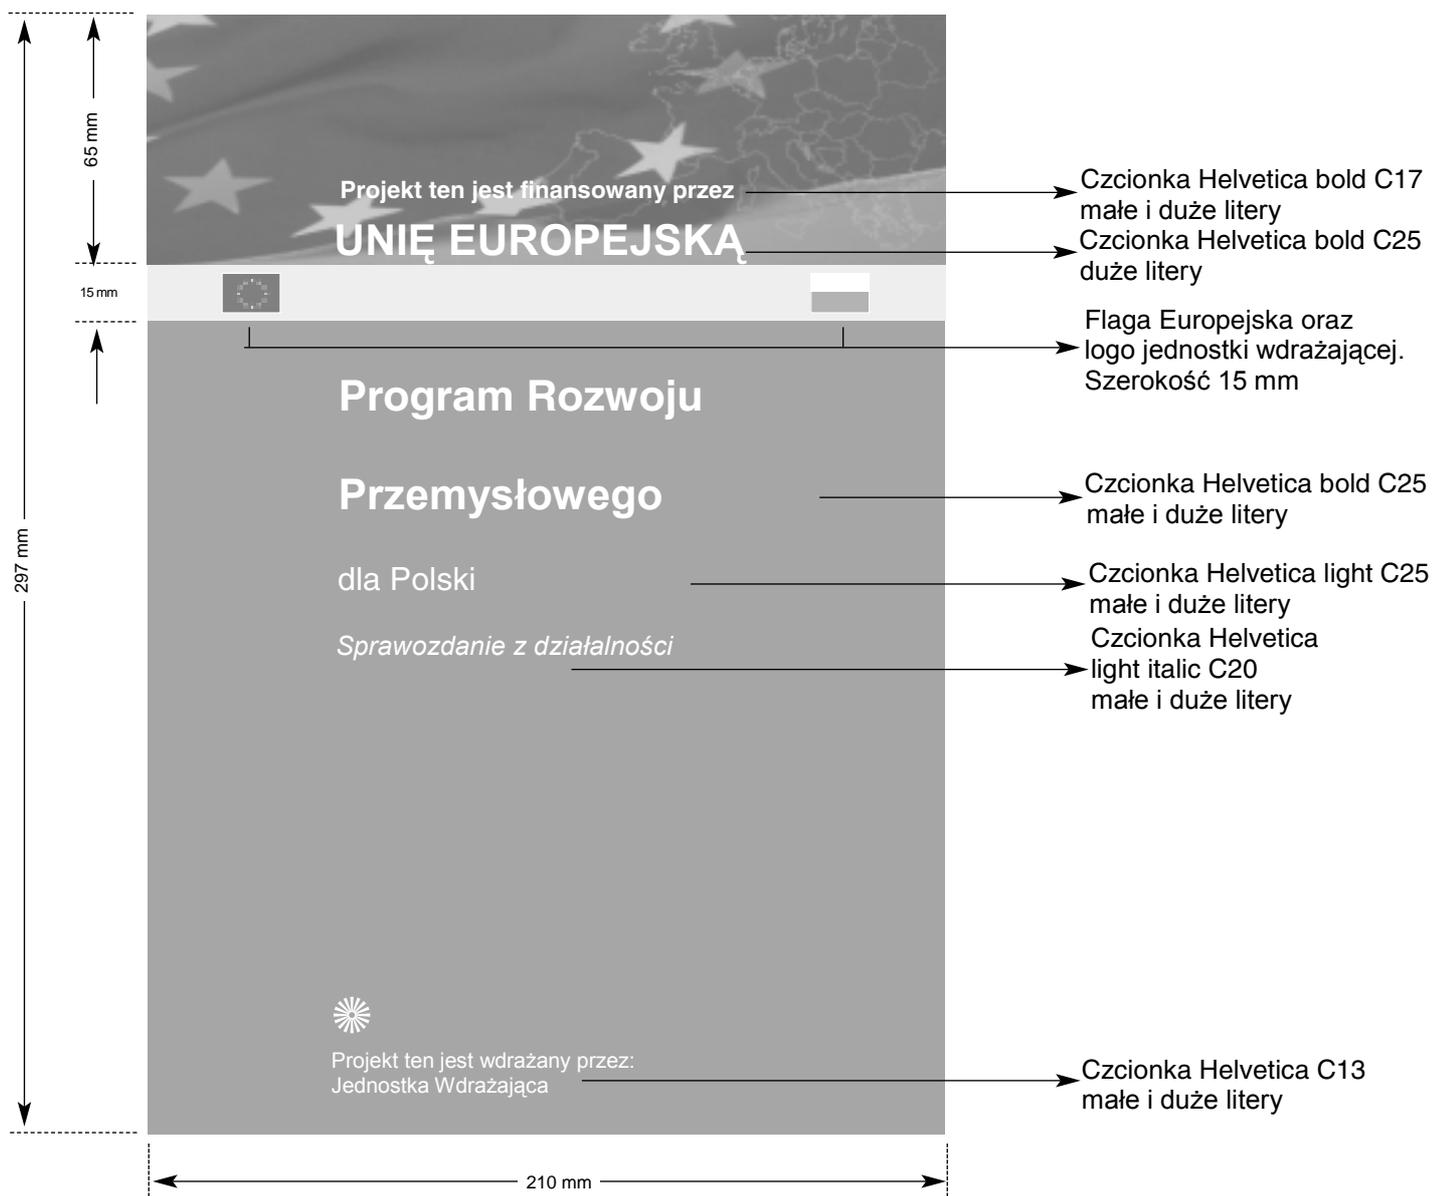 65 mm
Projekt ten jest finansowany przez
Czcionka Helvetica bold C17
małe i duże litery
UNIĘ EUROPEJSKĄ
Czcionka Helvetica bold C25
duże litery
15 mm
Flaga Europejska oraz
logo jednostki wdrażającej.
Szerokość 15 mm
Program Rozwoju
Przemysłowego
Czcionka Helvetica bold C25
małe i duże litery
297 mm
dla Polski
Czcionka Helvetica light C25
małe i duże litery
Sprawozdanie z działalności
Czcionka Helvetica
light italic C20
małe i duże litery
Projekt ten jest wdrażany przez:
Jednostka Wdrażająca
Czcionka Helvetica C13
małe i duże litery
210 mm